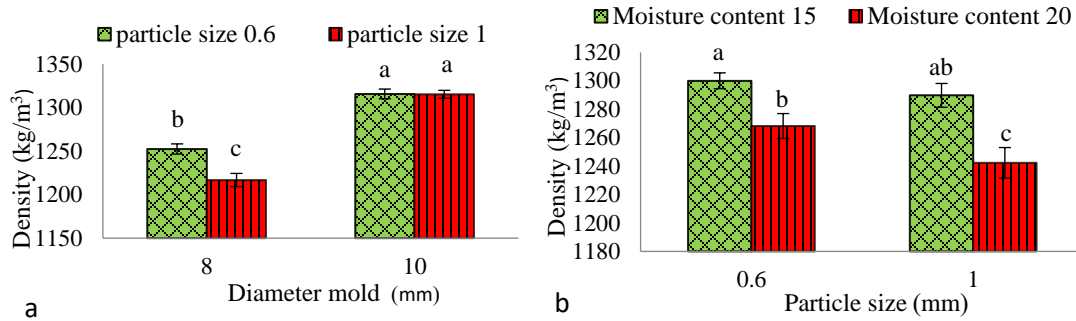 particle size 0.6 particle size 1
1350
1300
1250
1200
1150
Density (kg/m³)
b
c
a
a
8 10
Diameter mold (mm)
a
Moisture content 15 Moisture content 20
1320
1300
1280
1260
1240
1220
1200
1180
Density (kg/m³)
a
b
ab
c
0.6 1
Particle size (mm)
b